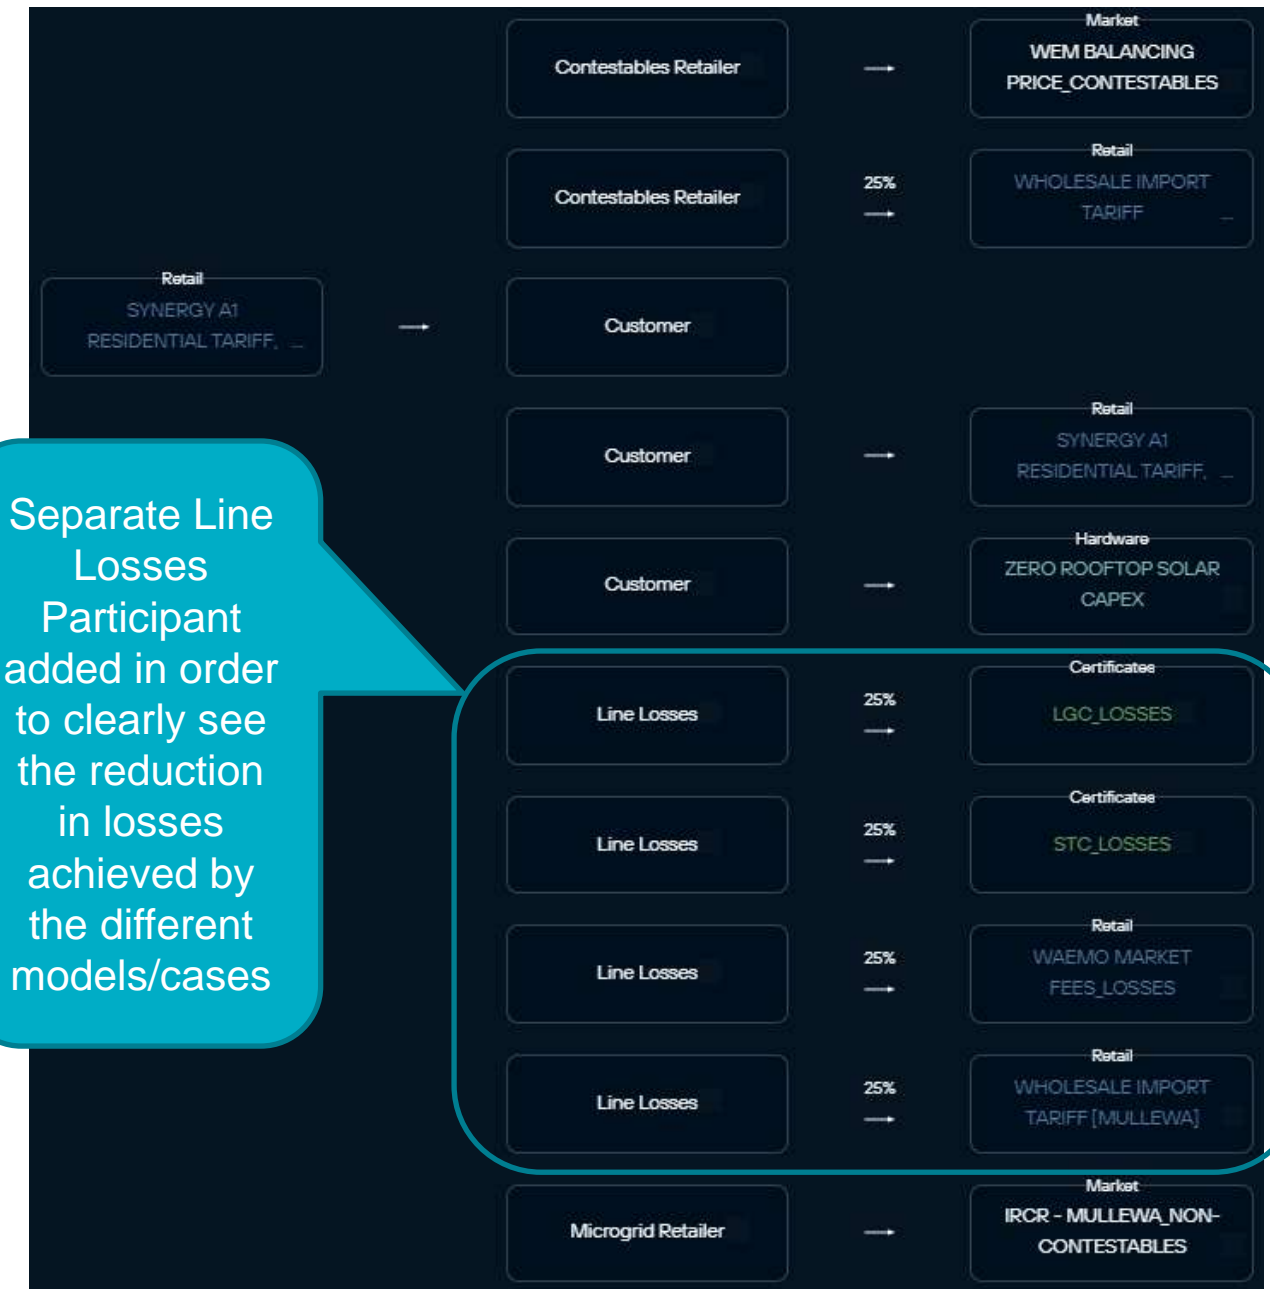 Market
Contestables Retailer
WEM BALANCING
PRICE_CONTESTABLES
Retail
Contestables Retailer
25%
WHOLESALE IMPORT
TARIFF ...
Retail
SYNERGY A1
RESIDENTIAL TARIFF, ...
Customer
Customer
Retail
SYNERGY A1
RESIDENTIAL TARIFF, ...
Customer
Hardware
ZERO ROOFTOP SOLAR
CAPEX
Separate Line
Losses
Participant
added in order
to clearly see
the reduction
in losses
achieved by
the different
models/cases
Line Losses
25%
Certificates
LGC_LOSSES
Line Losses
25%
Certificates
STC_LOSSES
Line Losses
25%
Retail
WAEMO MARKET
FEES_LOSSES
Line Losses
25%
Retail
WHOLESALE IMPORT
TARIFF [MULLEWA]
Microgrid Retailer
Market
IRCR - MULLEWA_NON-
CONTESTABLES